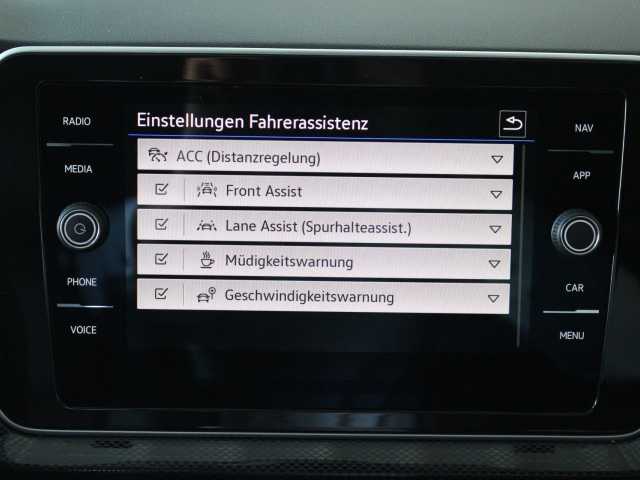 Einstellungen Fahrerassistenz
RADIO
MEDIA
PHONE
VOICE
ACC (Distanzregelung)
Front Assist
Lane Assist (Spurhalteassist.)
Müdigkeitswarnung
Geschwindigkeitswarnung
NAV
APP
CAR
MENU